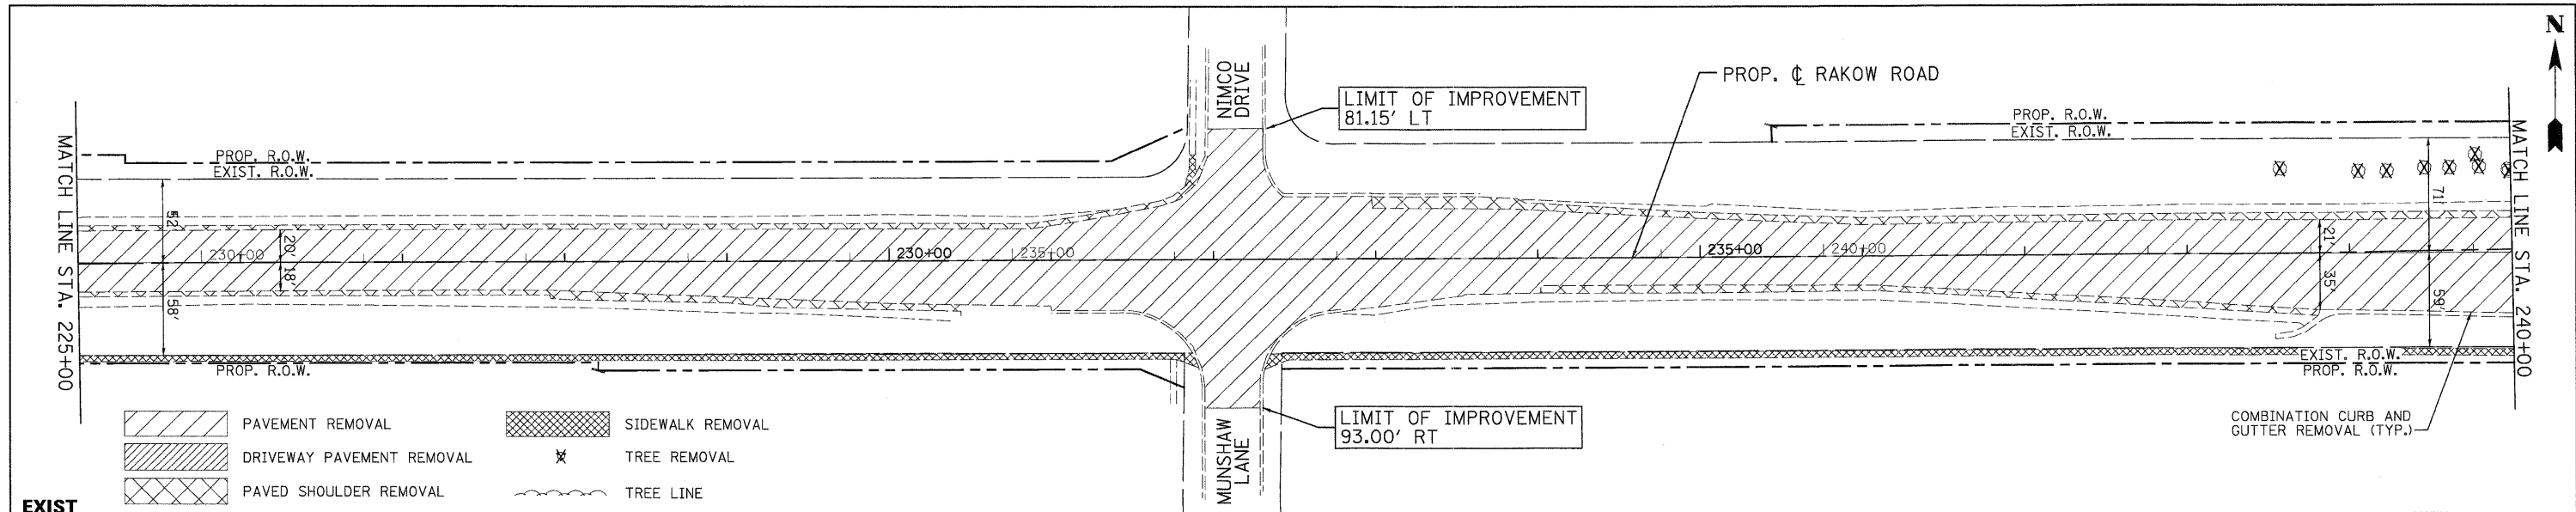 N
NIMCO
DRIVE
LIMIT OF IMPROVEMENT
81.15' LT
PROP. ℄ RAKOW ROAD
PROP. R.O.W.
EXIST. R.O.W.
PROP. R.O.W.
EXIST. R.O.W.
MATCH LINE STA. 225+00
MATCH LINE STA. 240+00
52'
20'
18'
58'
230+00
230+00
235+00
235+00
240+00
71'
21'
35'
59'
PROP. R.O.W.
EXIST. R.O.W.
PROP. R.O.W.
LIMIT OF IMPROVEMENT
93.00' RT
MUNSHAW
LANE
COMBINATION CURB AND
GUTTER REMOVAL (TYP.)
PAVEMENT REMOVAL
DRIVEWAY PAVEMENT REMOVAL
PAVED SHOULDER REMOVAL
SIDEWALK REMOVAL
TREE REMOVAL
TREE LINE
EXIST